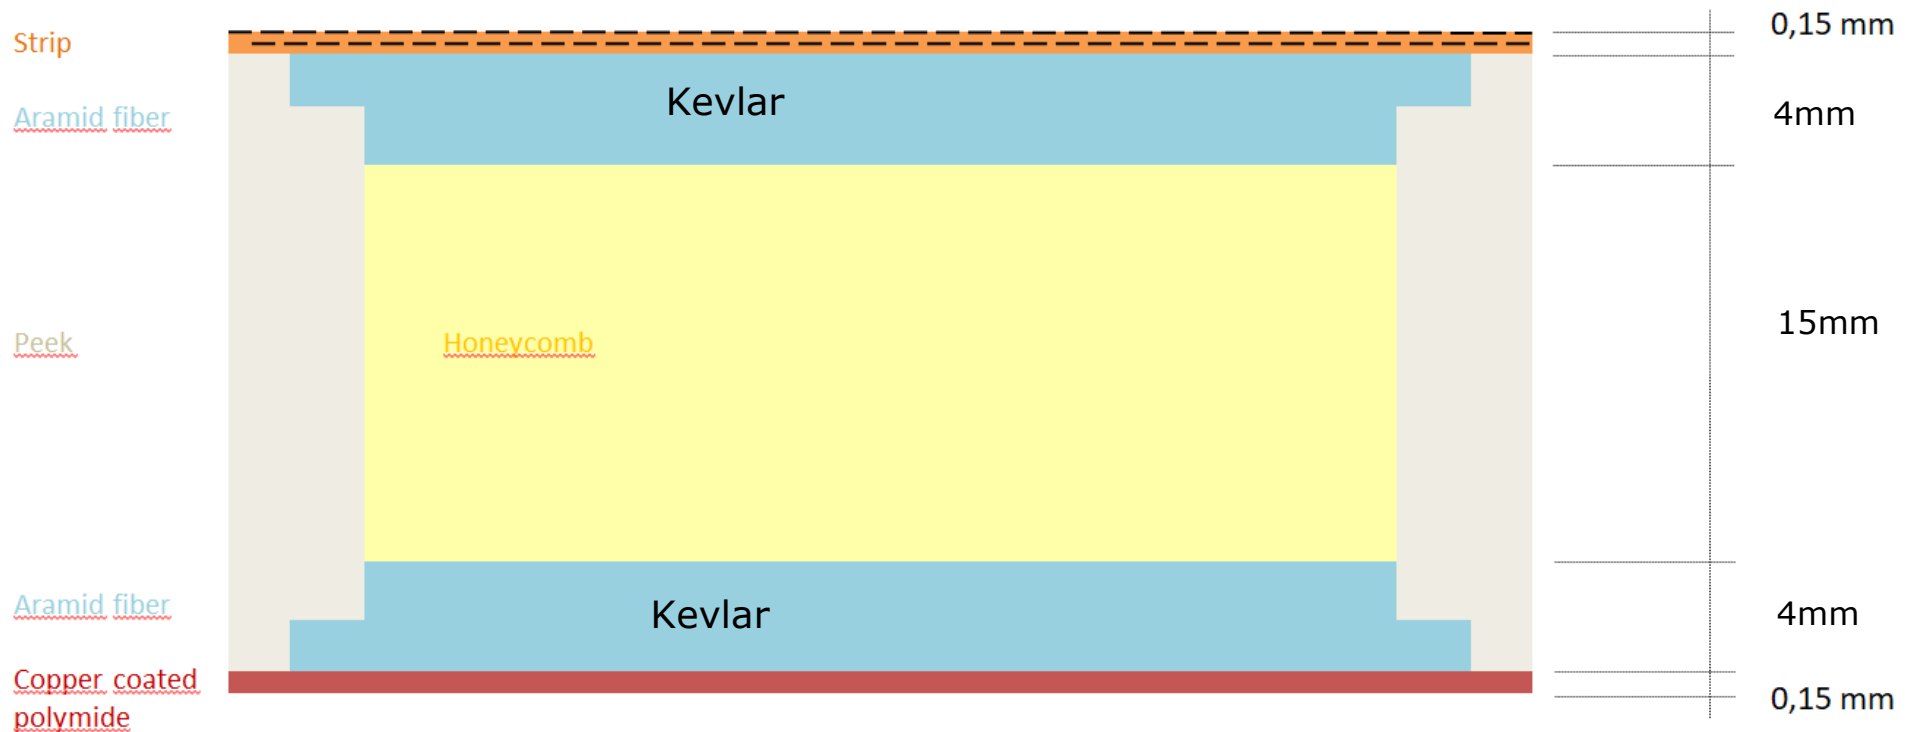 0,15 mm
Strip
Kevlar
Aramid fiber
4mm
15mm
Peek
Honeycomb
Aramid fiber
Kevlar
4mm
Copper coated
polymide
0,15 mm